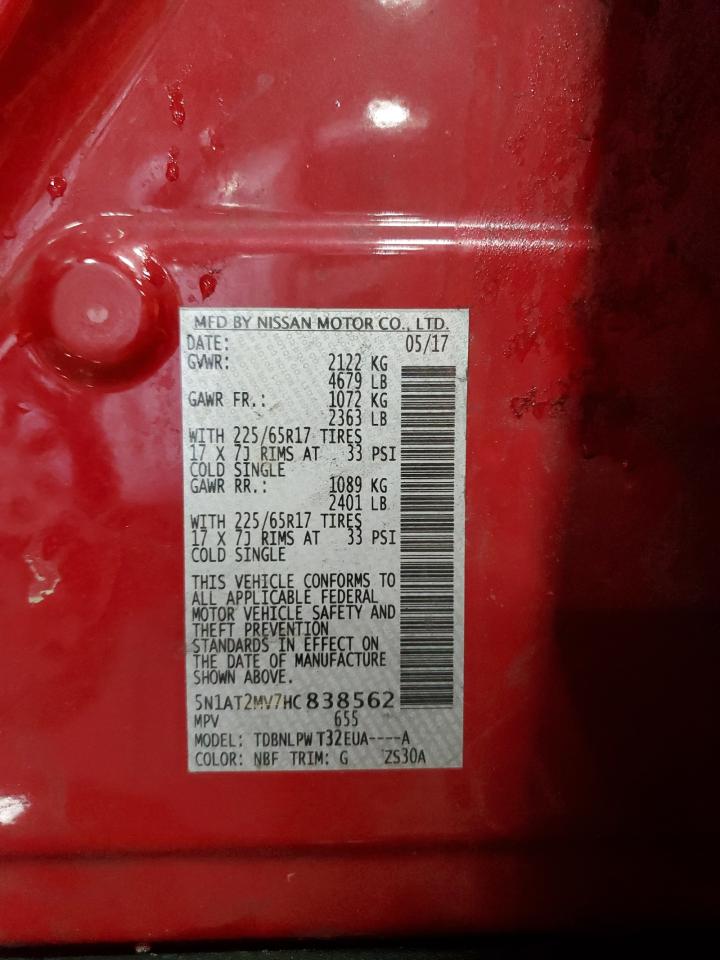 MFD BY NISSAN MOTOR CO., LTD.
DATE: 05/17
GVWR: 2122 KG
4679 LB
GAWR FR.: 1072 KG
2363 LB
WITH 225/65R17 TIRES
17 X 7J RIMS AT 33 PSI
COLD SINGLE
GAWR RR.: 1089 KG
2401 LB
WITH 225/65R17 TIRES
17 X 7J RIMS AT 33 PSI
COLD SINGLE
THIS VEHICLE CONFORMS TO
ALL APPLICABLE FEDERAL
MOTOR VEHICLE SAFETY AND
THEFT PREVENTION
STANDARDS IN EFFECT ON
THE DATE OF MANUFACTURE
SHOWN ABOVE.
5N1AT2MV7HC838562
MPV 655
MODEL: TDBNLPW T32EUA----A
COLOR: NBF TRIM: G ZS30A